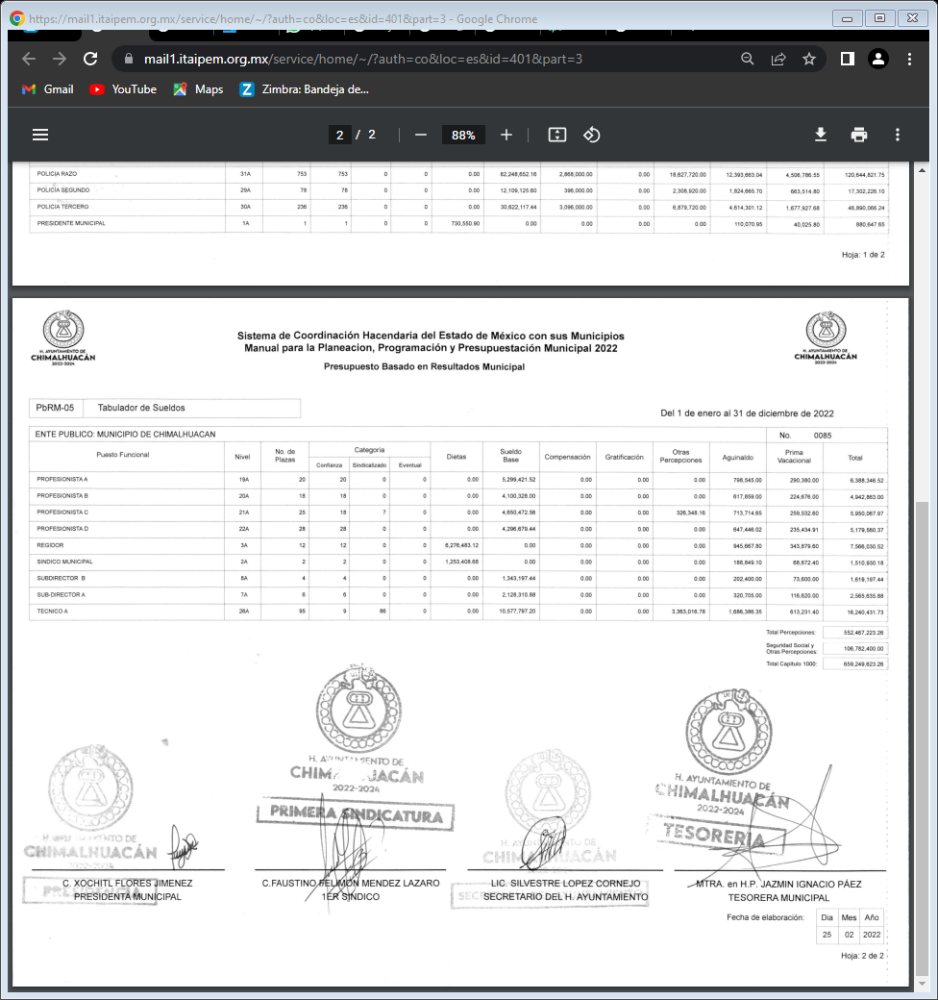 https://mail1.itaipem.org.mx/service/home/~/?auth=co&loc=es&id=401&part=3 - Google Chrome
mail1.itaipem.org.mx/service/home/~/?auth=co&loc=es&id=401&part=3
Gmail YouTube Maps Zimbra: Bandeja de...
2 / 2 88%
POLICIA RAZO 31A 753 753 0 0 0.00 82,248,652.16 2,868,000.00 0.00 18,627,720.00 12,393,663.04 4,506,786.55 120,644,821.75
POLICÍA SEGUNDO 29A 78 78 0 0 0.00 12,109,125.60 396,000.00 0.00 2,308,920.00 1,824,665.70 663,514.80 17,302,226.10
POLICIA TERCERO 30A 236 236 0 0 0.00 30,622,117.44 3,096,000.00 0.00 6,879,720.00 4,614,301.12 1,677,927.68 46,890,066.24
PRESIDENTE MUNICIPAL 1A 1 1 0 0 730,550.90 0.00 0.00 0.00 0.00 110,070.95 40,025.80 880,647.65
Hoja: 1 de 2
H. AYUNTAMIENTO DE
CHIMALHUACÁN
2022-2024
Sistema de Coordinación Hacendaria del Estado de México con sus Municipios
Manual para la Planeacion, Programación y Presupuestación Municipal 2022
Presupuesto Basado en Resultados Municipal
H. AYUNTAMIENTO DE
CHIMALHUACÁN
2022-2024
PbRM-05 Tabulador de Sueldos
Del 1 de enero al 31 de diciembre de 2022
ENTE PUBLICO: MUNICIPIO DE CHIMALHUACAN No. 0085
Puesto Funcional Nivel No. de Plazas Categoria Dietas Sueldo Base Compensación Gratificación Otras Percepciones Aguinaldo Prima Vacacional Total
Confianza Sindicalizado Eventual
PROFESIONISTA A 19A 20 20 0 0 0.00 5,299,421.52 0.00 0.00 0.00 798,545.00 290,380.00 6,388,346.52
PROFESIONISTA B 20A 18 18 0 0 0.00 4,100,328.00 0.00 0.00 0.00 617,859.00 224,676.00 4,942,863.00
PROFESIONISTA C 21A 25 18 7 0 0.00 4,650,472.56 0.00 0.00 326,348.16 713,714.65 259,532.60 5,950,067.97
PROFESIONISTA D 22A 28 28 0 0 0.00 4,296,679.44 0.00 0.00 0.00 647,446.02 235,434.91 5,179,560.37
REGIDOR 3A 12 12 0 0 6,276,483.12 0.00 0.00 0.00 0.00 945,667.80 343,879.60 7,566,030.52
SINDICO MUNICIPAL 2A 2 2 0 0 1,253,408.68 0.00 0.00 0.00 0.00 188,849.10 68,672.40 1,510,930.18
SUBDIRECTOR B 8A 4 4 0 0 0.00 1,343,197.44 0.00 0.00 0.00 202,400.00 73,600.00 1,619,197.44
SUB-DIRECTOR A 7A 6 6 0 0 0.00 2,128,310.88 0.00 0.00 0.00 320,705.00 116,620.00 2,565,635.88
TECNICO A 26A 95 9 86 0 0.00 10,577,797.20 0.00 0.00 3,363,016.78 1,686,386.35 613,231.40 16,240,431.73
Total Percepciones: 552,467,223.26
Seguridad Social y Otras Percepciones: 106,782,400.00
Total Capitulo 1000: 659,249,623.26
CHIMALHUACÁN
H. AYUNTAMIENTO DE
CHIMALHUACÁN
2022-2024
PRIMERA SINDICATURA
CHIMALHUACÁN
H. AYUNTAMIENTO DE
CHIMALHUACÁN
2022-2024
TESORERÍA
C. XOCHITL FLORES JIMENEZ
PRESIDENTA MUNICIPAL
PRESIDENCIA
C.FAUSTINO FELIMON MENDEZ LAZARO
1ER SÍNDICO
LIC. SILVESTRE LOPEZ CORNEJO
SECRETARIO DEL H. AYUNTAMIENTO
MTRA. en H.P. JAZMIN IGNACIO PÁEZ
TESORERA MUNICIPAL
Fecha de elaboración: Dia Mes Año
25 02 2022
Hoja: 2 de 2